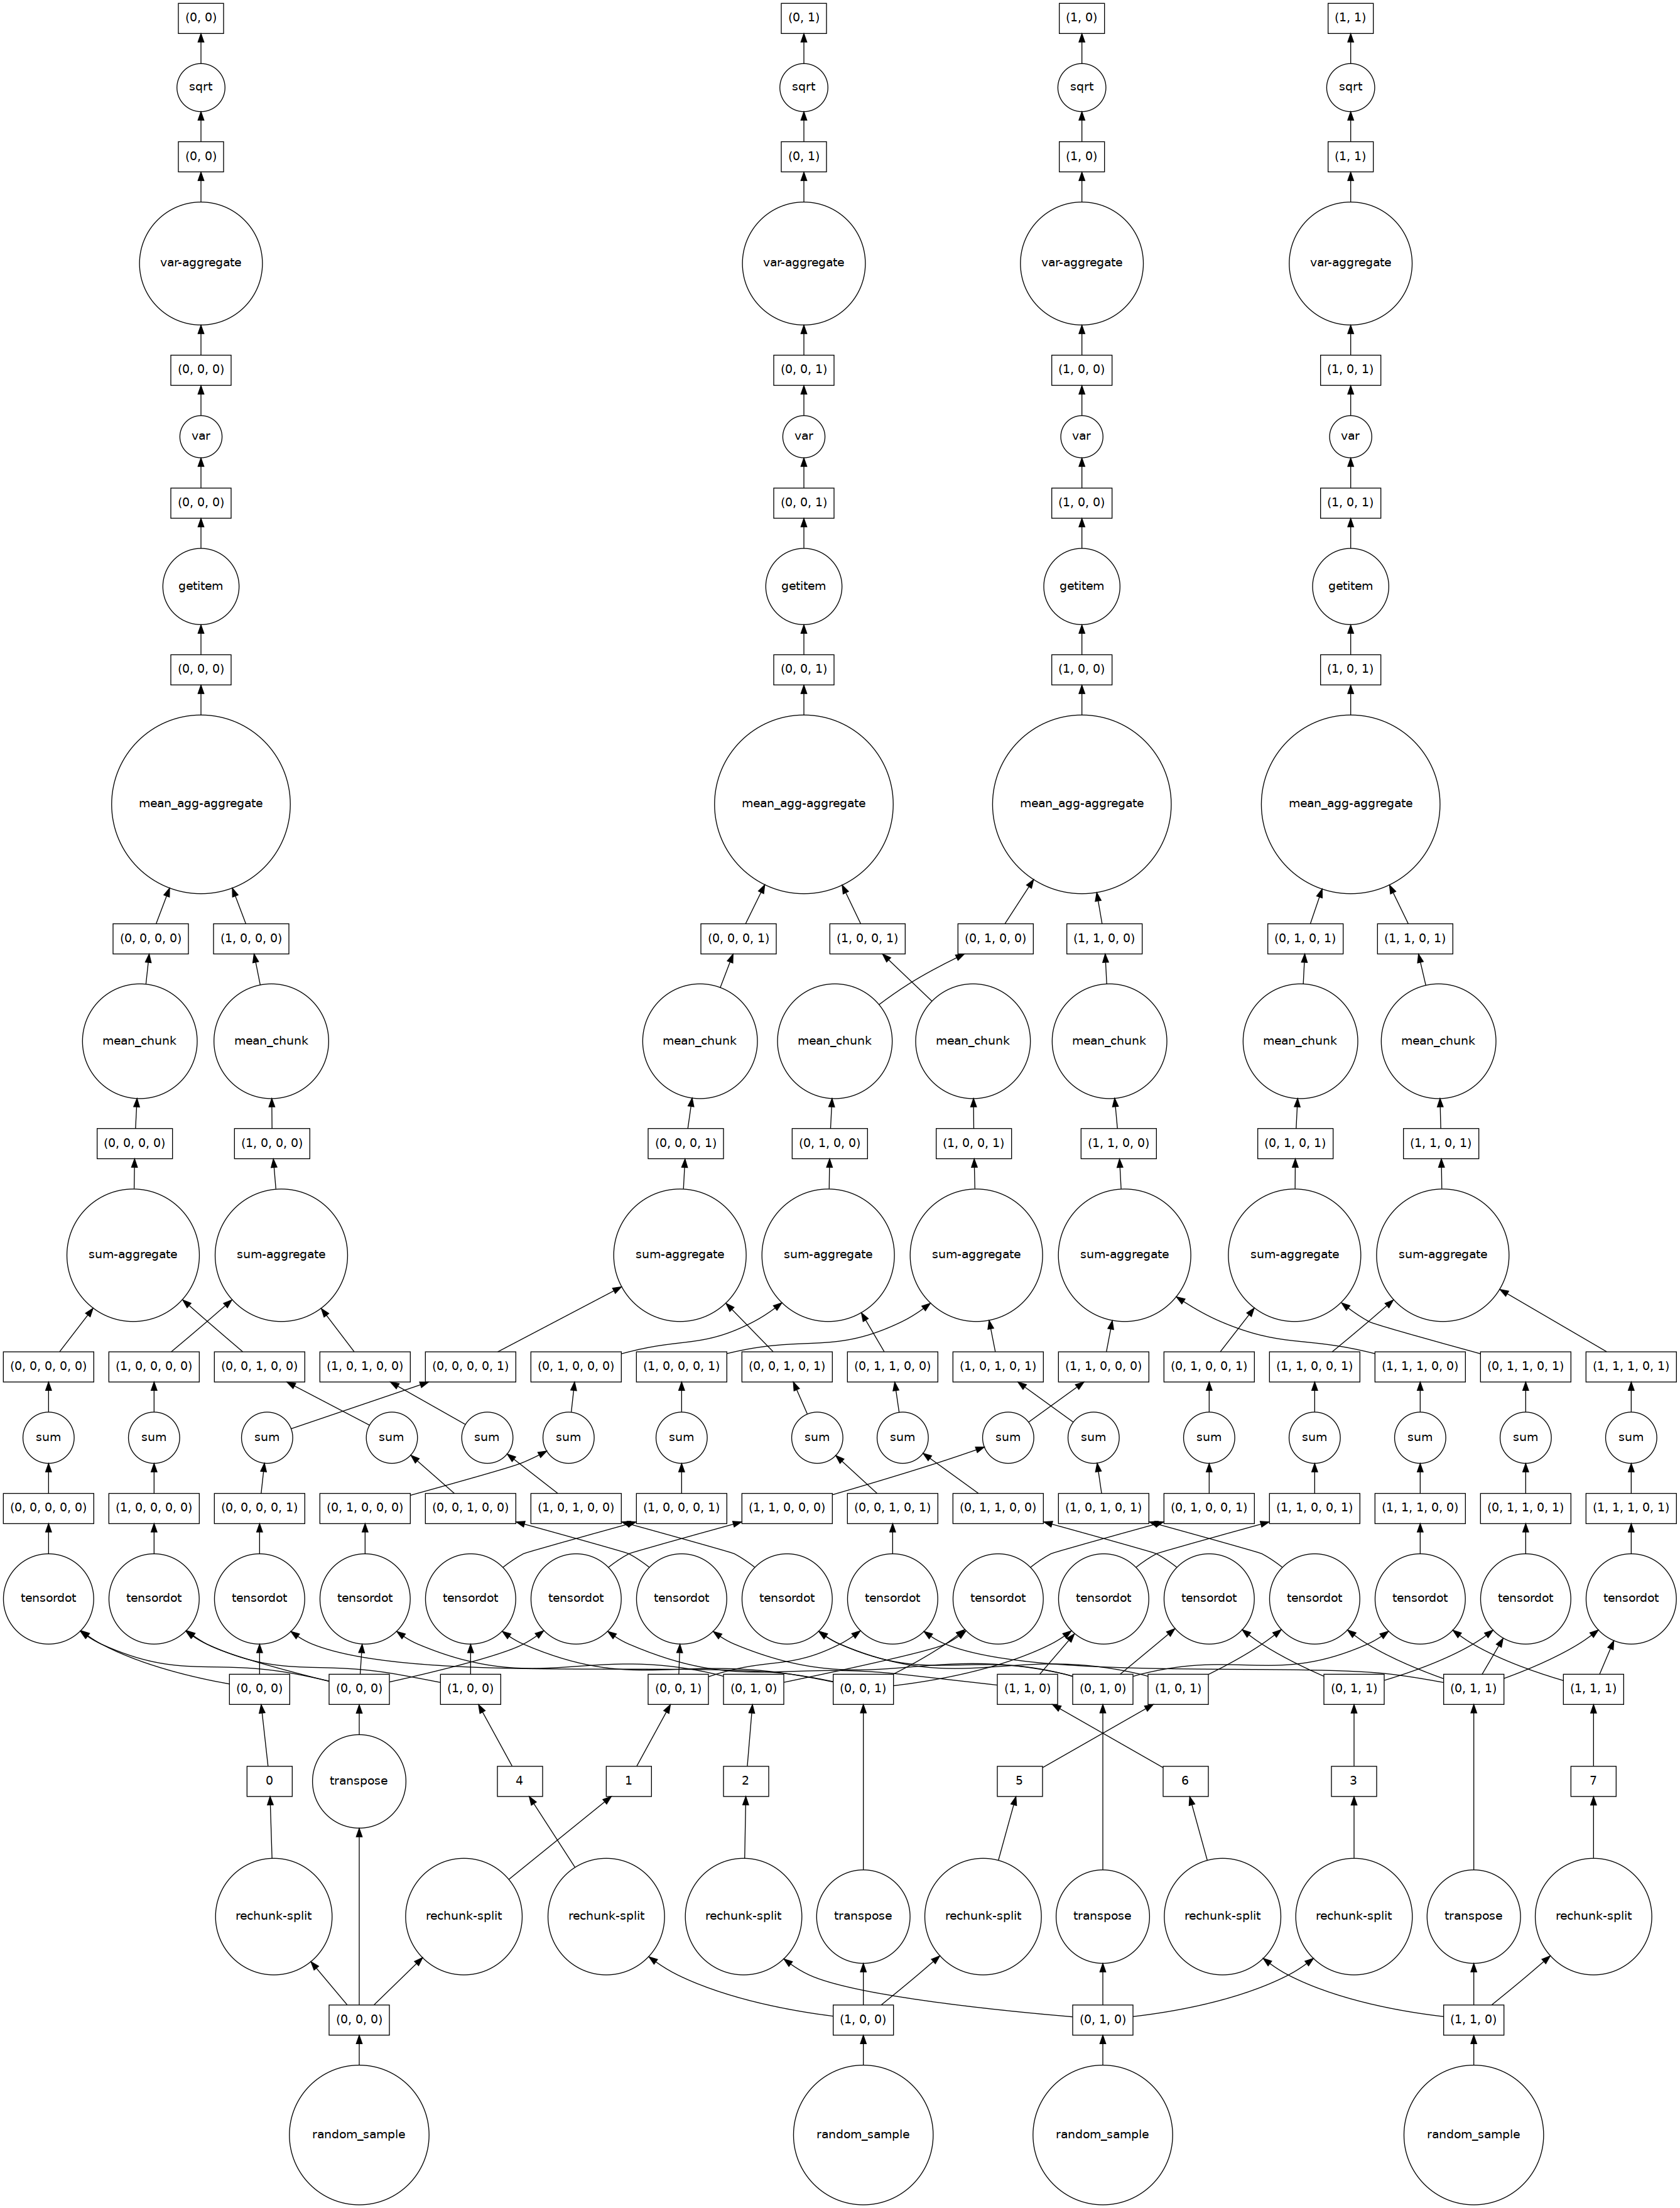 (0, 0) (0, 1) (1, 0) (1, 1)
sqrt sqrt sqrt sqrt
(0, 0) (0, 1) (1, 0) (1, 1)
var-aggregate var-aggregate var-aggregate var-aggregate
(0, 0, 0) (0, 0, 1) (1, 0, 0) (1, 0, 1)
var var var var
(0, 0, 0) (0, 0, 1) (1, 0, 0) (1, 0, 1)
getitem getitem getitem getitem
(0, 0, 0) (0, 0, 1) (1, 0, 0) (1, 0, 1)
mean_agg-aggregate mean_agg-aggregate mean_agg-aggregate mean_agg-aggregate
(0, 0, 0, 0) (1, 0, 0, 0) (0, 0, 0, 1) (1, 0, 0, 1) (0, 1, 0, 0) (1, 1, 0, 0) (0, 1, 0, 1) (1, 1, 0, 1)
mean_chunk mean_chunk mean_chunk mean_chunk mean_chunk mean_chunk mean_chunk mean_chunk
(0, 0, 0, 0) (1, 0, 0, 0) (0, 0, 0, 1) (0, 1, 0, 0) (1, 0, 0, 1) (1, 1, 0, 0) (0, 1, 0, 1) (1, 1, 0, 1)
sum-aggregate sum-aggregate sum-aggregate sum-aggregate sum-aggregate sum-aggregate sum-aggregate sum-aggregate
(0, 0, 0, 0, 0) (1, 0, 0, 0, 0) (0, 0, 1, 0, 0) (1, 0, 1, 0, 0) (0, 0, 0, 0, 1) (0, 1, 0, 0, 0) (1, 0, 0, 0, 1) (0, 0, 1, 0, 1) (0, 1, 1, 0, 0) (1, 0, 1, 0, 1) (1, 1, 0, 0, 0) (0, 1, 0, 0, 1) (1, 1, 0, 0, 1) (1, 1, 1, 0, 0) (0, 1, 1, 0, 1) (1, 1, 1, 0, 1)
sum sum sum sum sum sum sum sum sum sum sum sum sum sum sum sum
(0, 0, 0, 0, 0) (1, 0, 0, 0, 0) (0, 0, 0, 0, 1) (0, 1, 0, 0, 0) (0, 0, 1, 0, 0) (1, 0, 1, 0, 0) (1, 0, 0, 0, 1) (1, 1, 0, 0, 0) (0, 0, 1, 0, 1) (0, 1, 1, 0, 0) (1, 0, 1, 0, 1) (0, 1, 0, 0, 1) (1, 1, 0, 0, 1) (1, 1, 1, 0, 0) (0, 1, 1, 0, 1) (1, 1, 1, 0, 1)
tensordot tensordot tensordot tensordot tensordot tensordot tensordot tensordot tensordot tensordot tensordot tensordot tensordot tensordot tensordot tensordot
(0, 0, 0) (0, 0, 0) (1, 0, 0) (0, 0, 1) (0, 1, 0) (0, 0, 1) (1, 1, 0) (0, 1, 0) (1, 0, 1) (0, 1, 1) (0, 1, 1) (1, 1, 1)
0 transpose 4 1 2 5 6 3 7
rechunk-split rechunk-split rechunk-split rechunk-split transpose rechunk-split transpose rechunk-split rechunk-split transpose rechunk-split
(0, 0, 0) (1, 0, 0) (0, 1, 0) (1, 1, 0)
random_sample random_sample random_sample random_sample